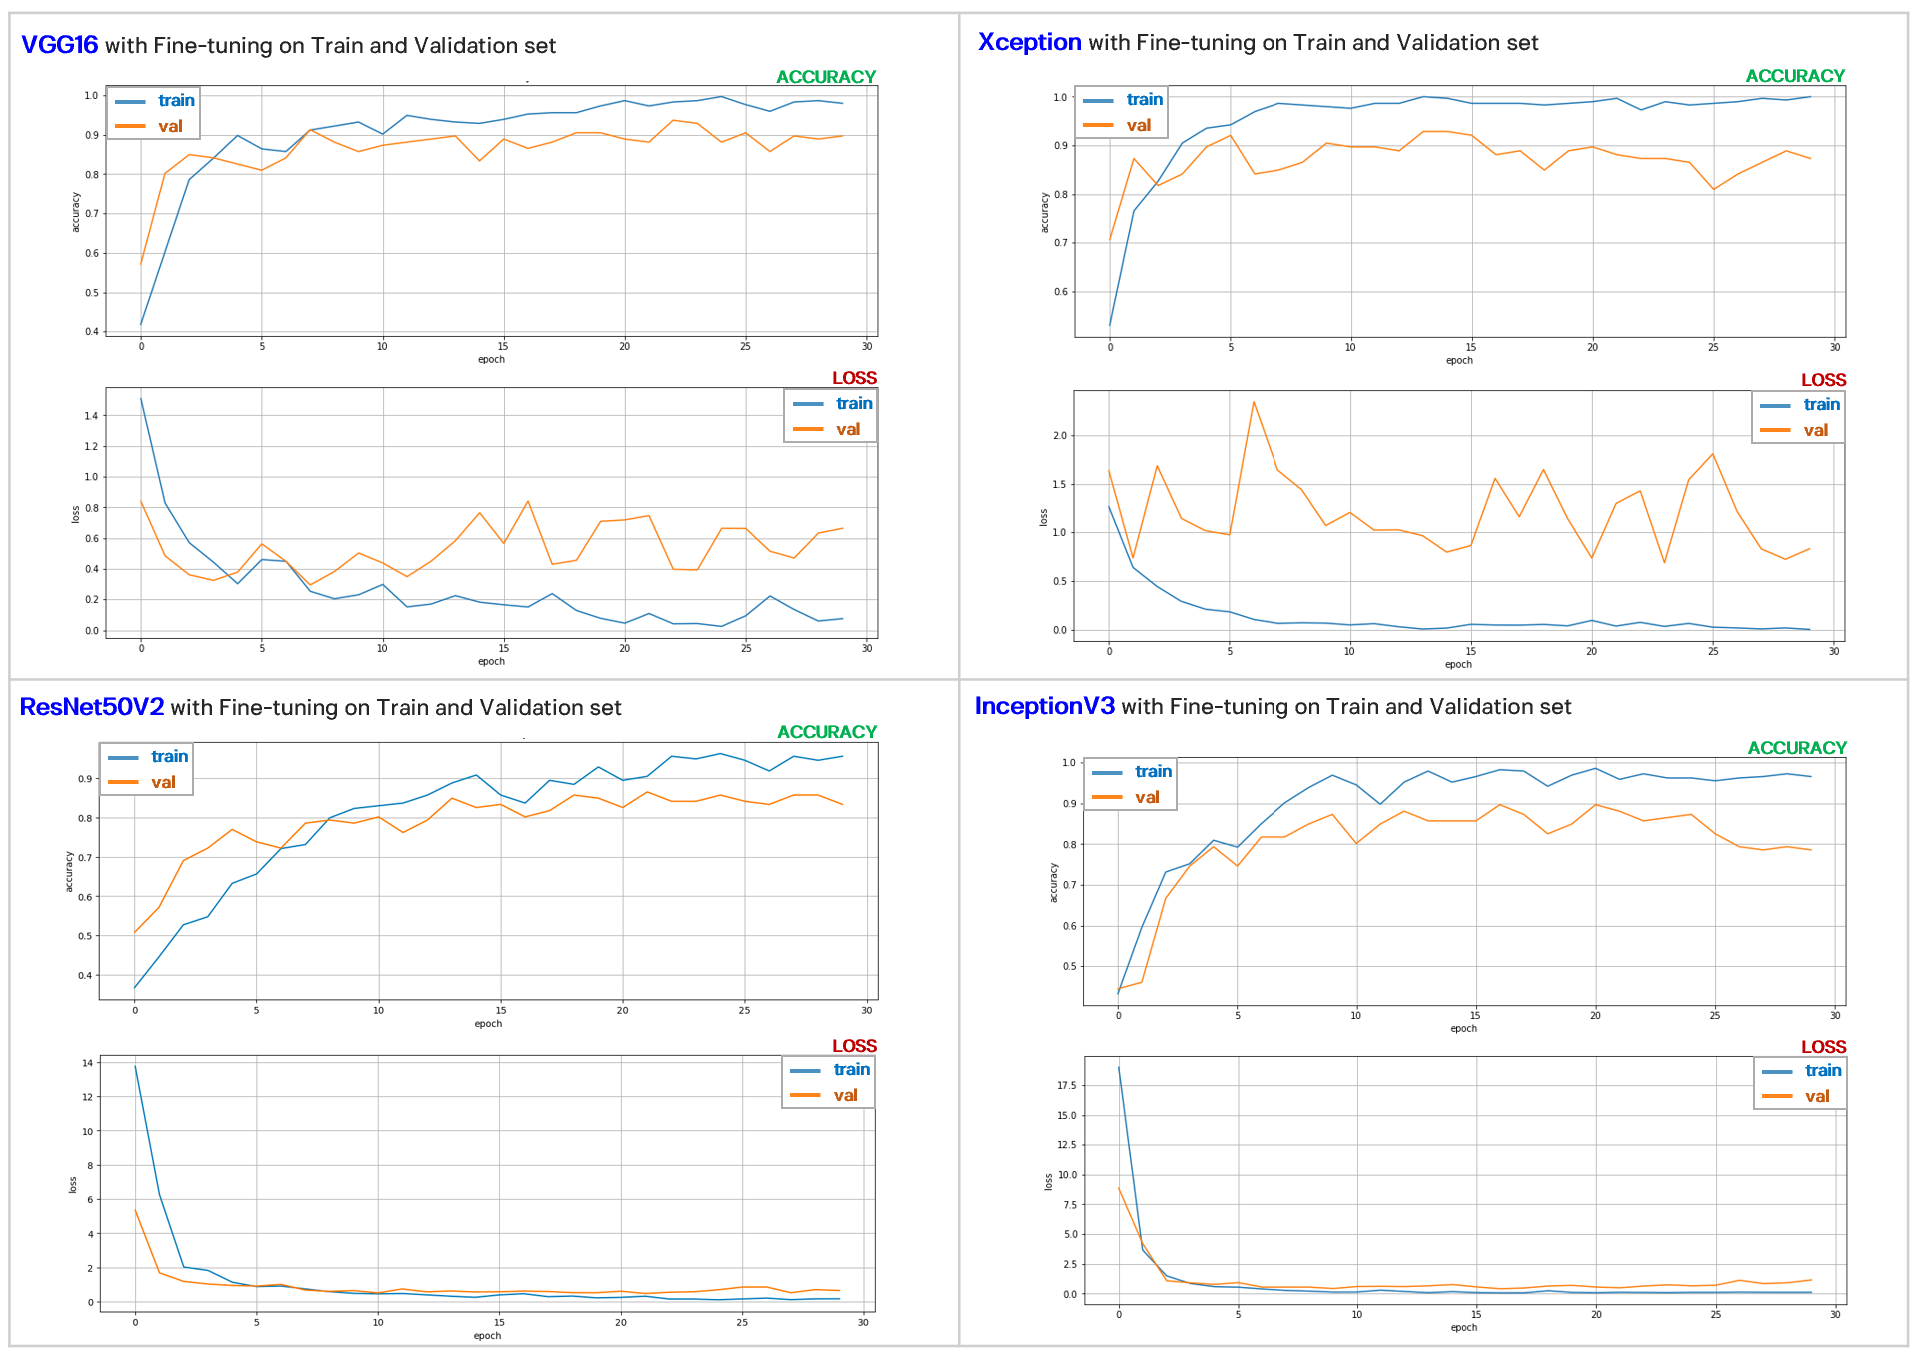 VGG16 with Fine-tuning on Train and Validation set
ACCURACY
train
val
1.0
0.9
0.8
0.7
0.6
0.5
0.4
accuracy
0 5 10 15 20 25 30
epoch
LOSS
train
val
1.4
1.2
1.0
0.8
0.6
0.4
0.2
0.0
loss
0 5 10 15 20 25 30
epoch
Xception with Fine-tuning on Train and Validation set
ACCURACY
train
val
1.0
0.9
0.8
0.7
0.6
accuracy
0 5 10 15 20 25 30
epoch
LOSS
train
val
2.0
1.5
1.0
0.5
0.0
loss
0 5 10 15 20 25 30
epoch
ResNet50V2 with Fine-tuning on Train and Validation set
ACCURACY
train
val
0.9
0.8
0.7
0.6
0.5
0.4
accuracy
0 5 10 15 20 25 30
epoch
LOSS
train
val
14
12
10
8
6
4
2
0
loss
0 5 10 15 20 25 30
epoch
InceptionV3 with Fine-tuning on Train and Validation set
ACCURACY
train
val
1.0
0.9
0.8
0.7
0.6
0.5
accuracy
0 5 10 15 20 25 30
epoch
LOSS
train
val
17.5
15.0
12.5
10.0
7.5
5.0
2.5
0.0
loss
0 5 10 15 20 25 30
epoch